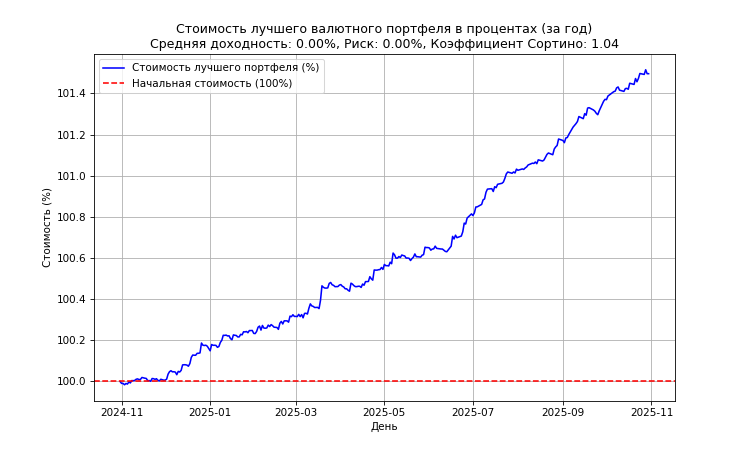 Стоимость лучшего валютного портфеля в процентах (за год)
Средняя доходность: 0.00%, Риск: 0.00%, Коэффициент Сортино: 1.04
Стоимость лучшего портфеля (%)
Начальная стоимость (100%)
Стоимость (%)
101.4
101.2
101.0
100.8
100.6
100.4
100.2
100.0
2024-11
2025-01
2025-03
2025-05
2025-07
2025-09
2025-11
День